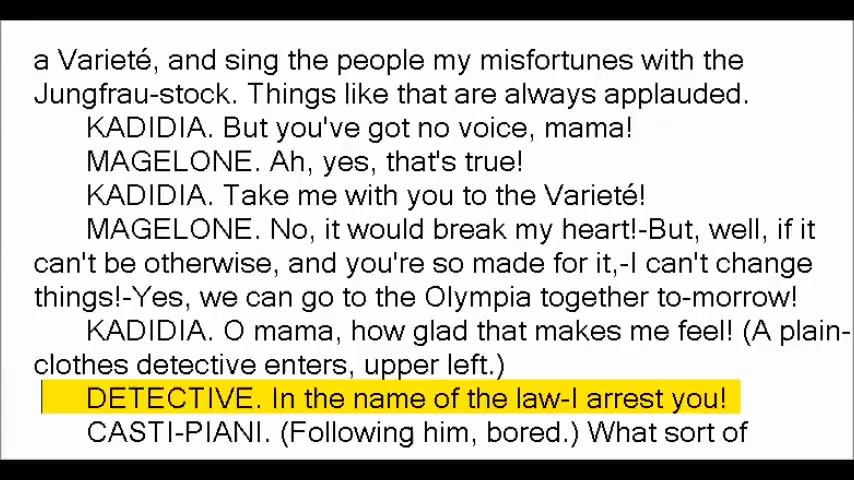 a Varieté, and sing the people my misfortunes with the
Jungfrau-stock. Things like that are always applauded.
KADIDIA. But you've got no voice, mama!
MAGELONE. Ah, yes, that's true!
KADIDIA. Take me with you to the Varieté!
MAGELONE. No, it would break my heart!-But, well, if it
can't be otherwise, and you're so made for it,-I can't change
things!-Yes, we can go to the Olympia together to-morrow!
KADIDIA. O mama, how glad that makes me feel! (A plain-
clothes detective enters, upper left.)
DETECTIVE. In the name of the law-I arrest you!
CASTI-PIANI. (Following him, bored.) What sort of